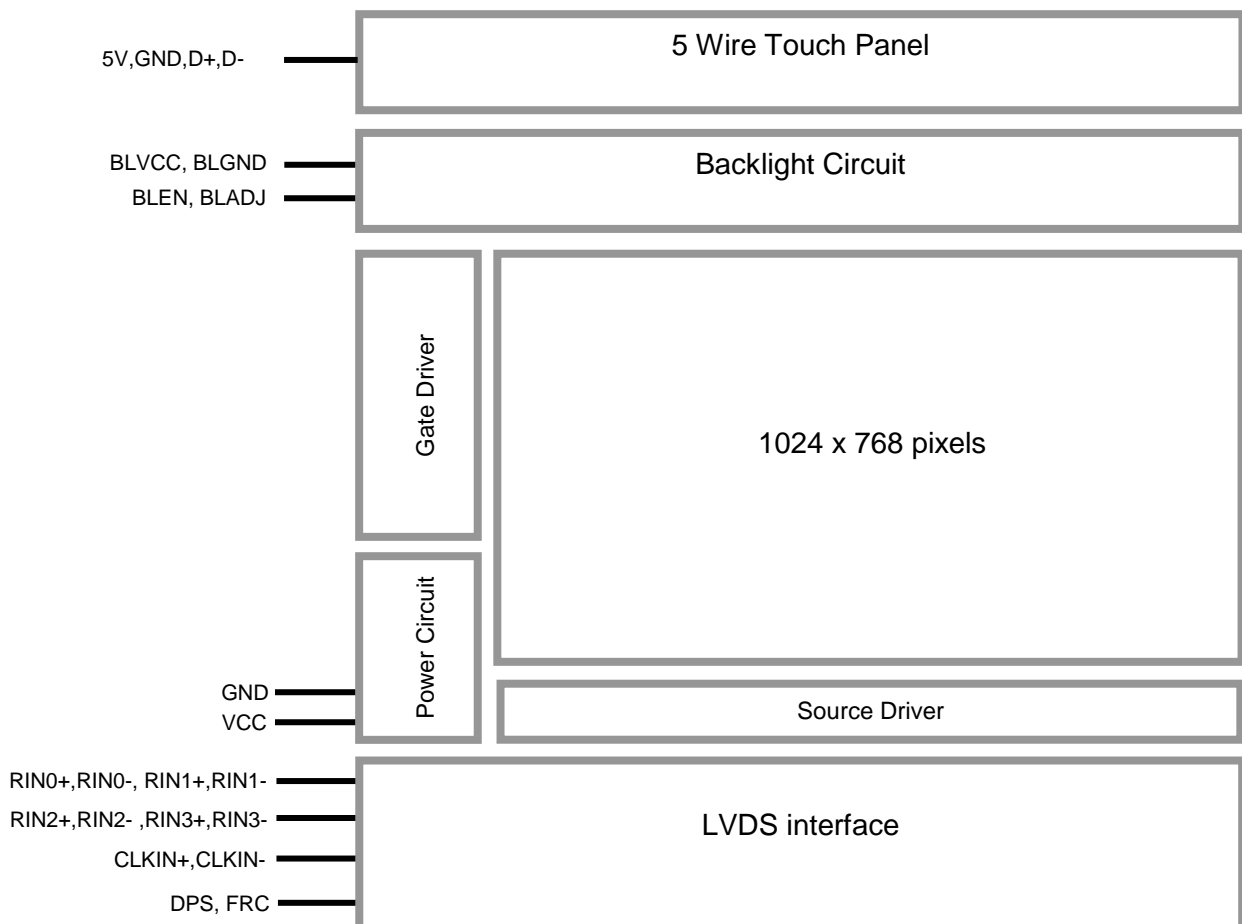 5 Wire Touch Panel
5V,GND,D+,D-
BLVCC, BLGND
Backlight Circuit
BLEN, BLADJ
Gate Driver
1024 x 768 pixels
Power Circuit
GND
VCC
Source Driver
RIN0+,RIN0-, RIN1+,RIN1-
RIN2+,RIN2- ,RIN3+,RIN3-
LVDS interface
CLKIN+,CLKIN-
DPS, FRC